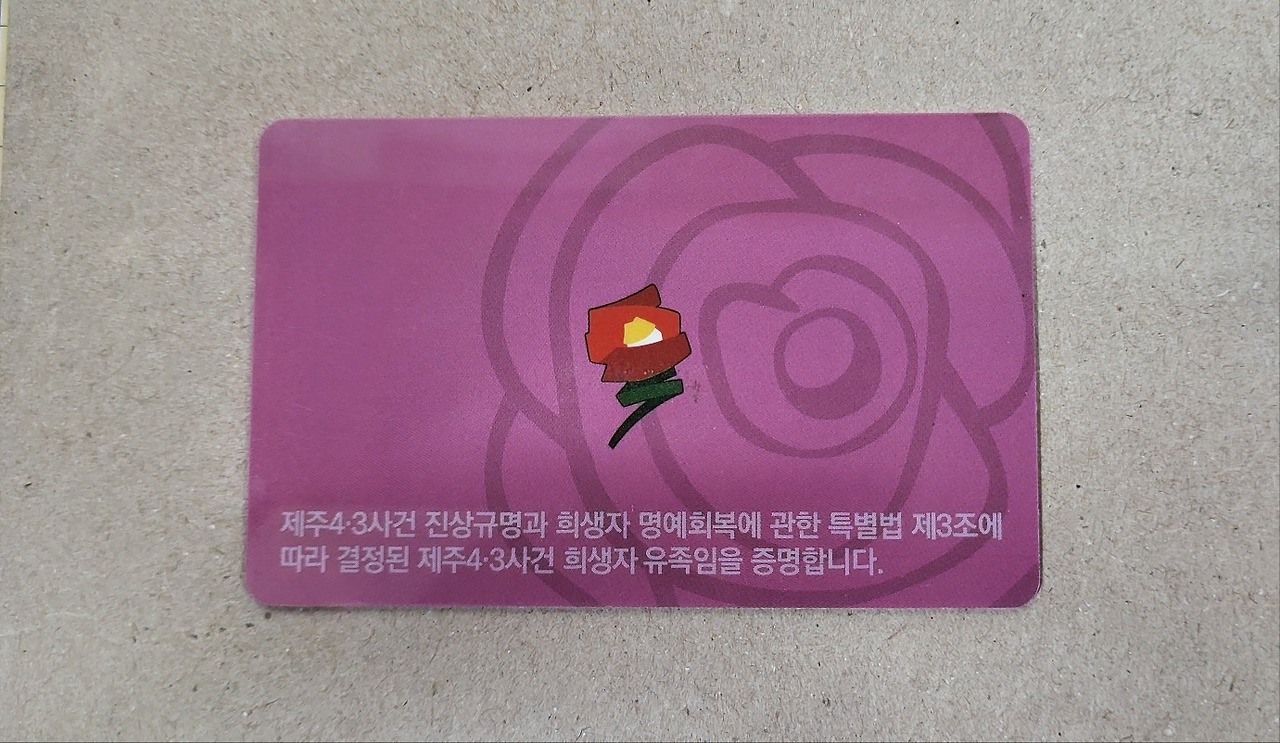 제주4·3사건 진상규명과 희생자 명예회복에 관한 특별법 제3조에
따라 결정된 제주4·3사건 희생자 유족임을 증명합니다.